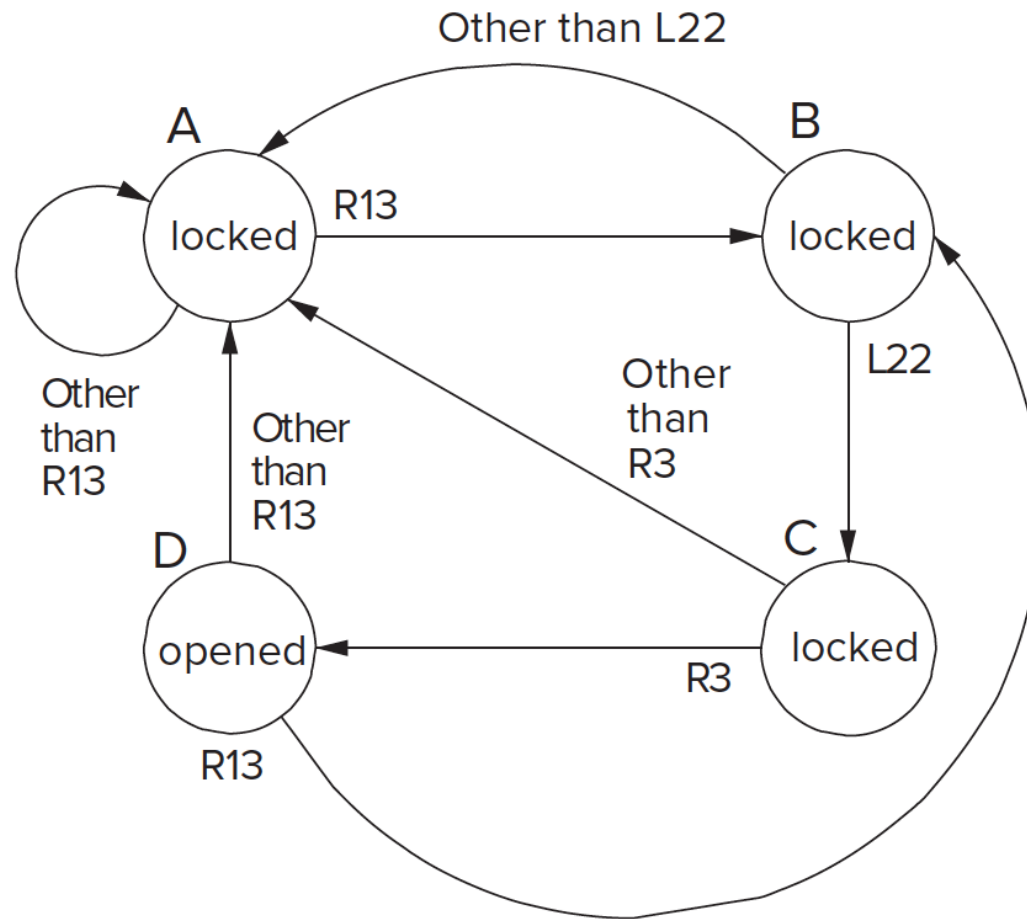 Other than L22
A
B
R13
locked
locked
L22
Other
than
R13
Other
than
R13
Other
than
R3
D
C
opened
locked
R3
R13